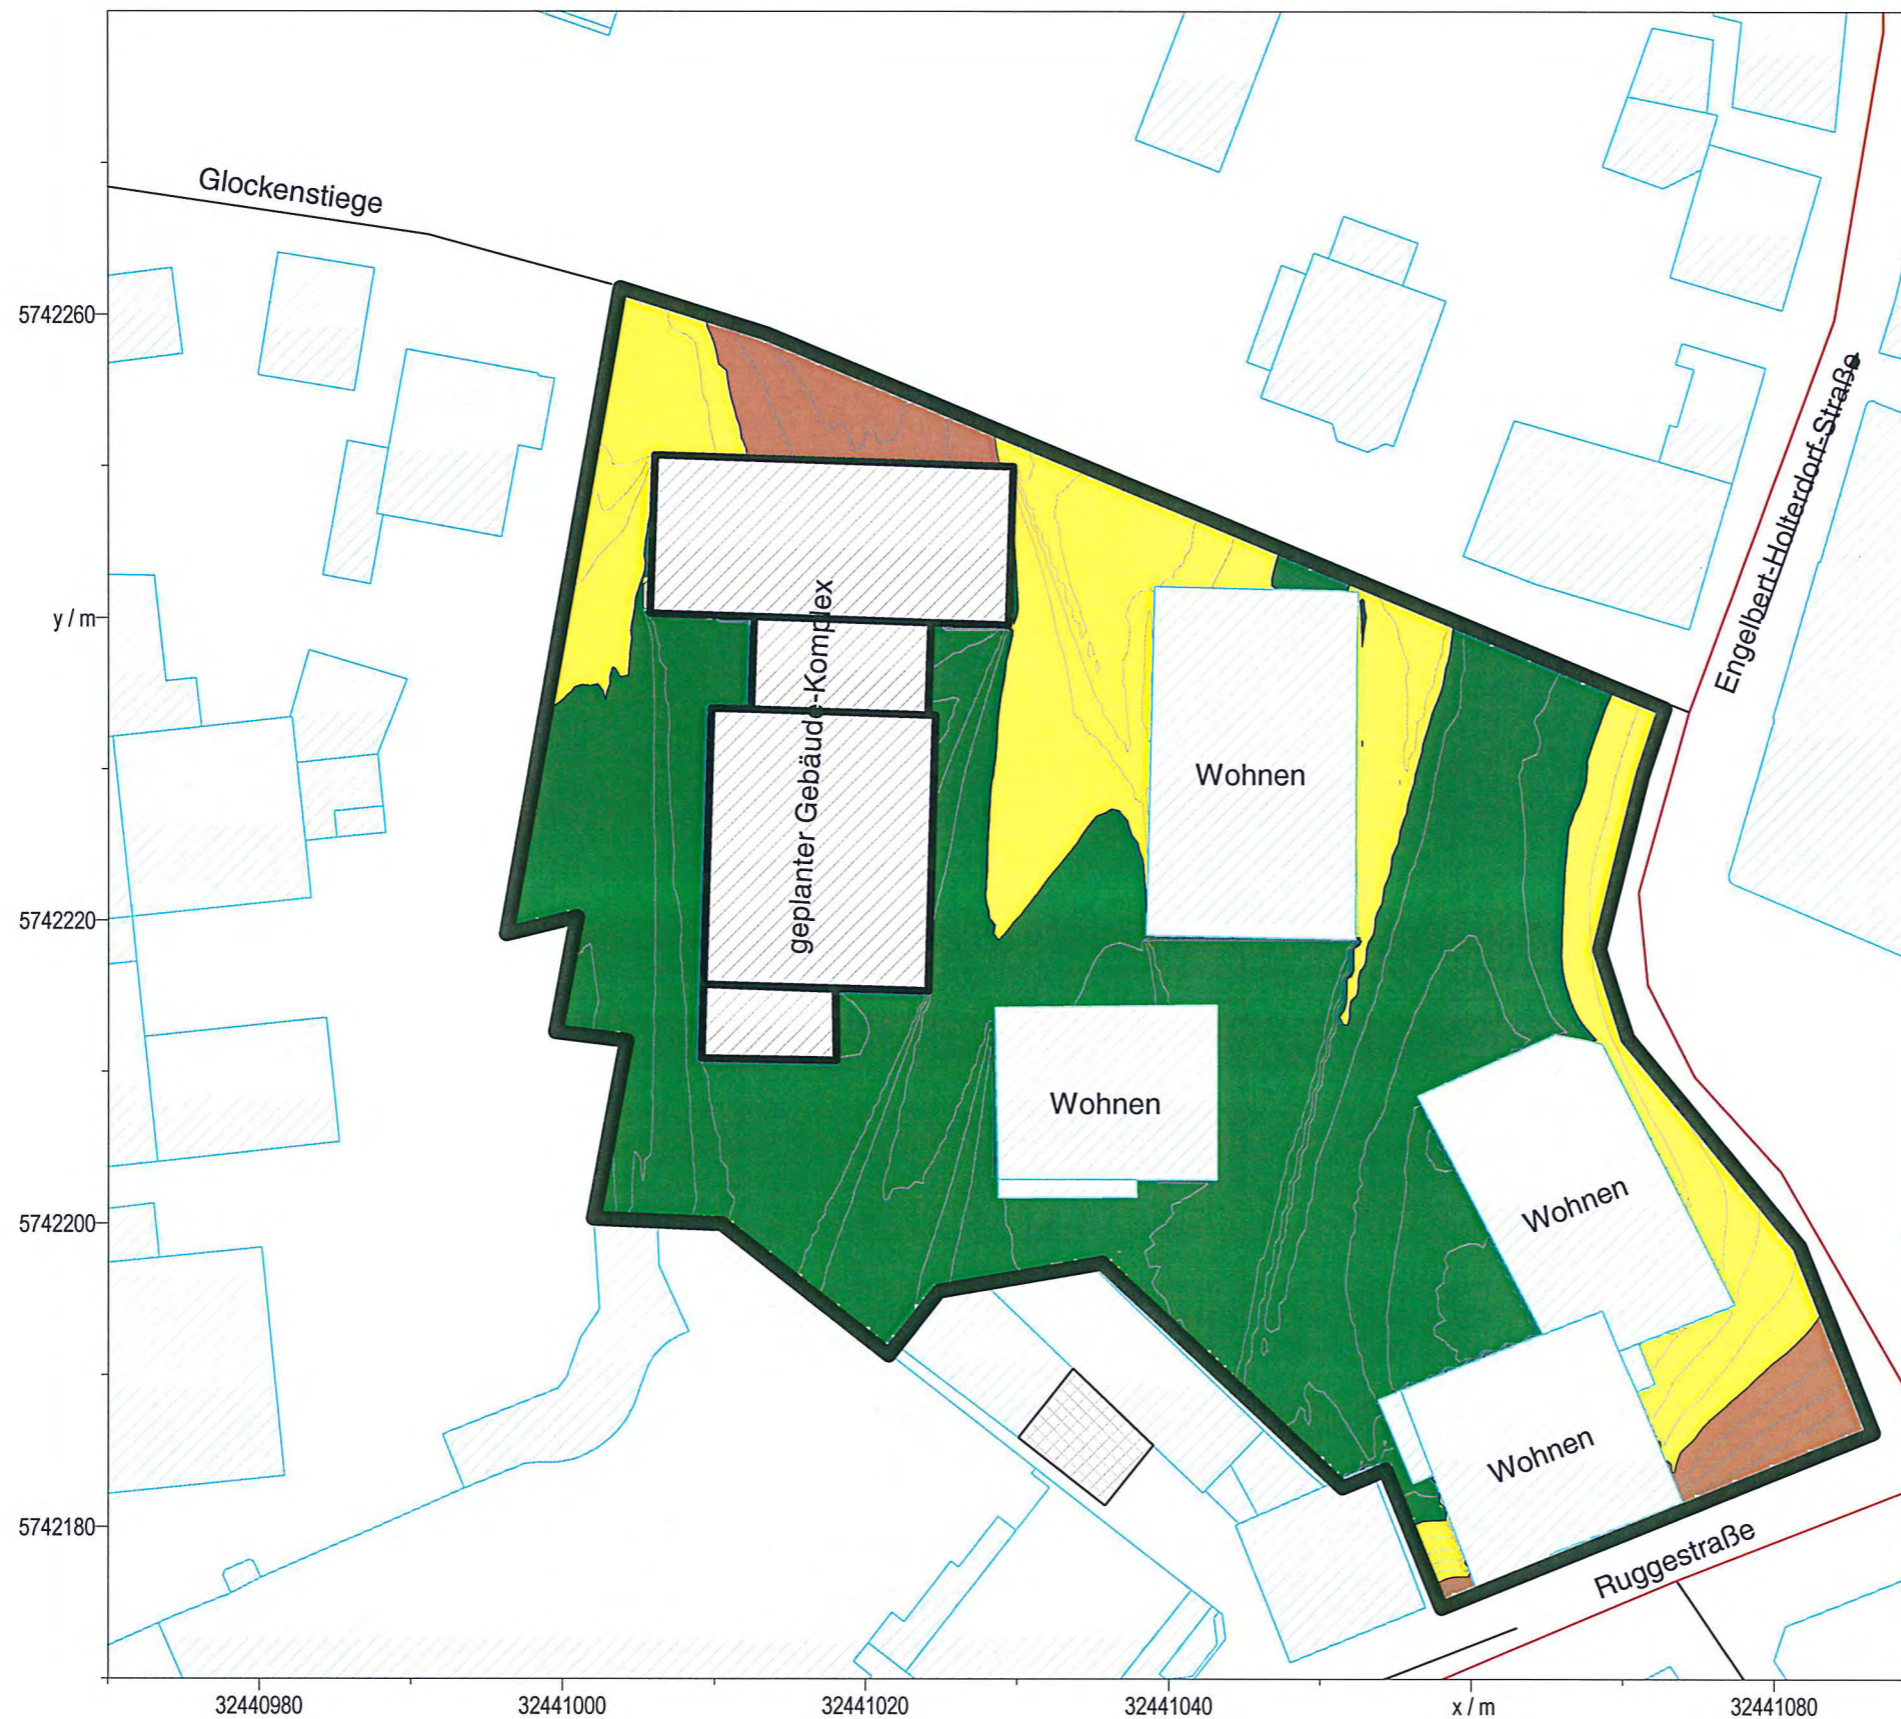 Glockenstiege
5742260
Engelbert-Holterdorf-Straße
y / m
geplanter Gebäude-Komplex
Wohnen
5742220
Wohnen
Wohnen
5742200
Wohnen
5742180
Ruggestraße
32440980
32441000
32441020
32441040
x / m
32441080